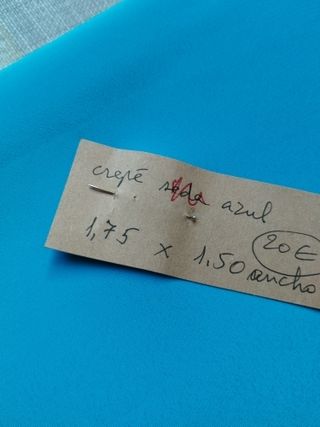 crepé seda azul
20€
1,75 x 1.50 ancho